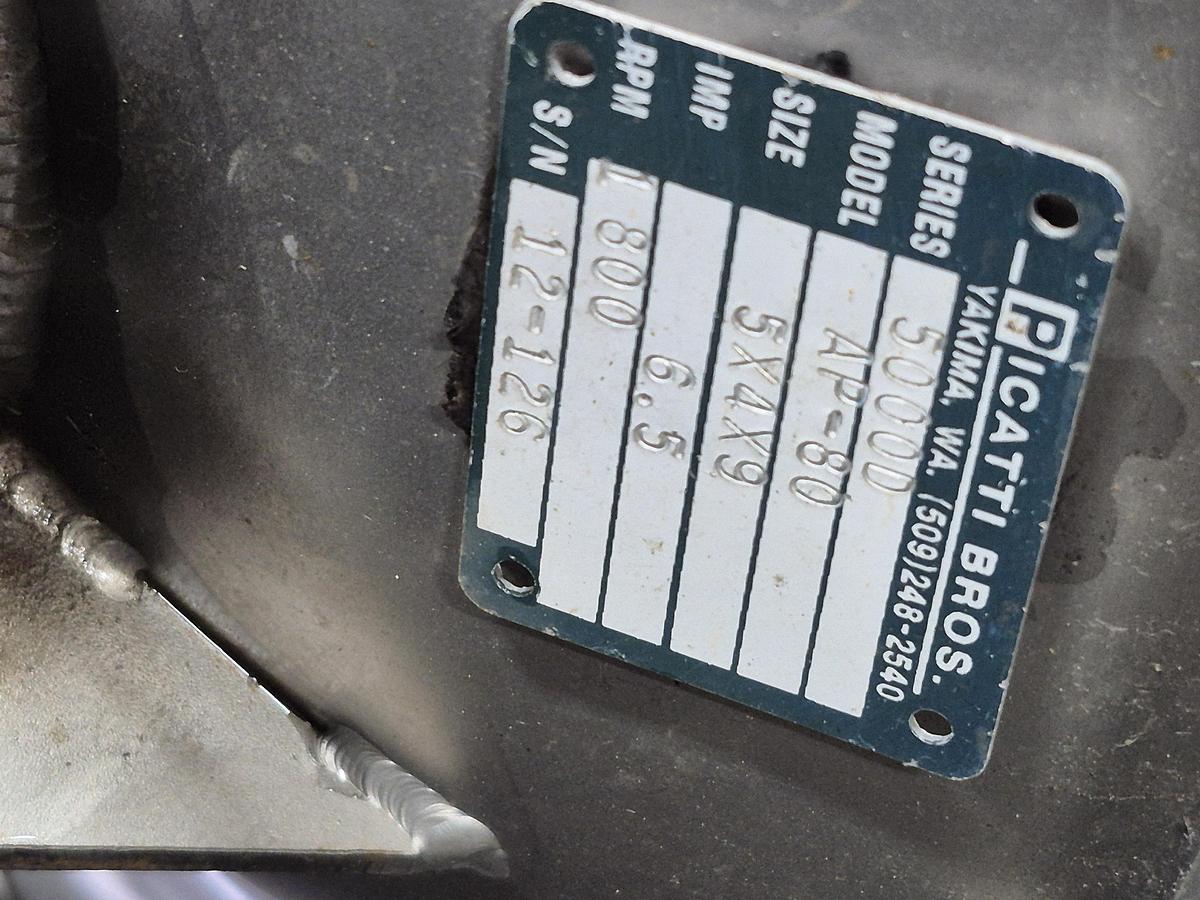 PICATTI BROS.
YAKIMA, WA. (509)248-2540
SERIES 5000D
MODEL AP-80
SIZE 5X4X9
IMP 6.5
RPM 1800
S/N 12-126